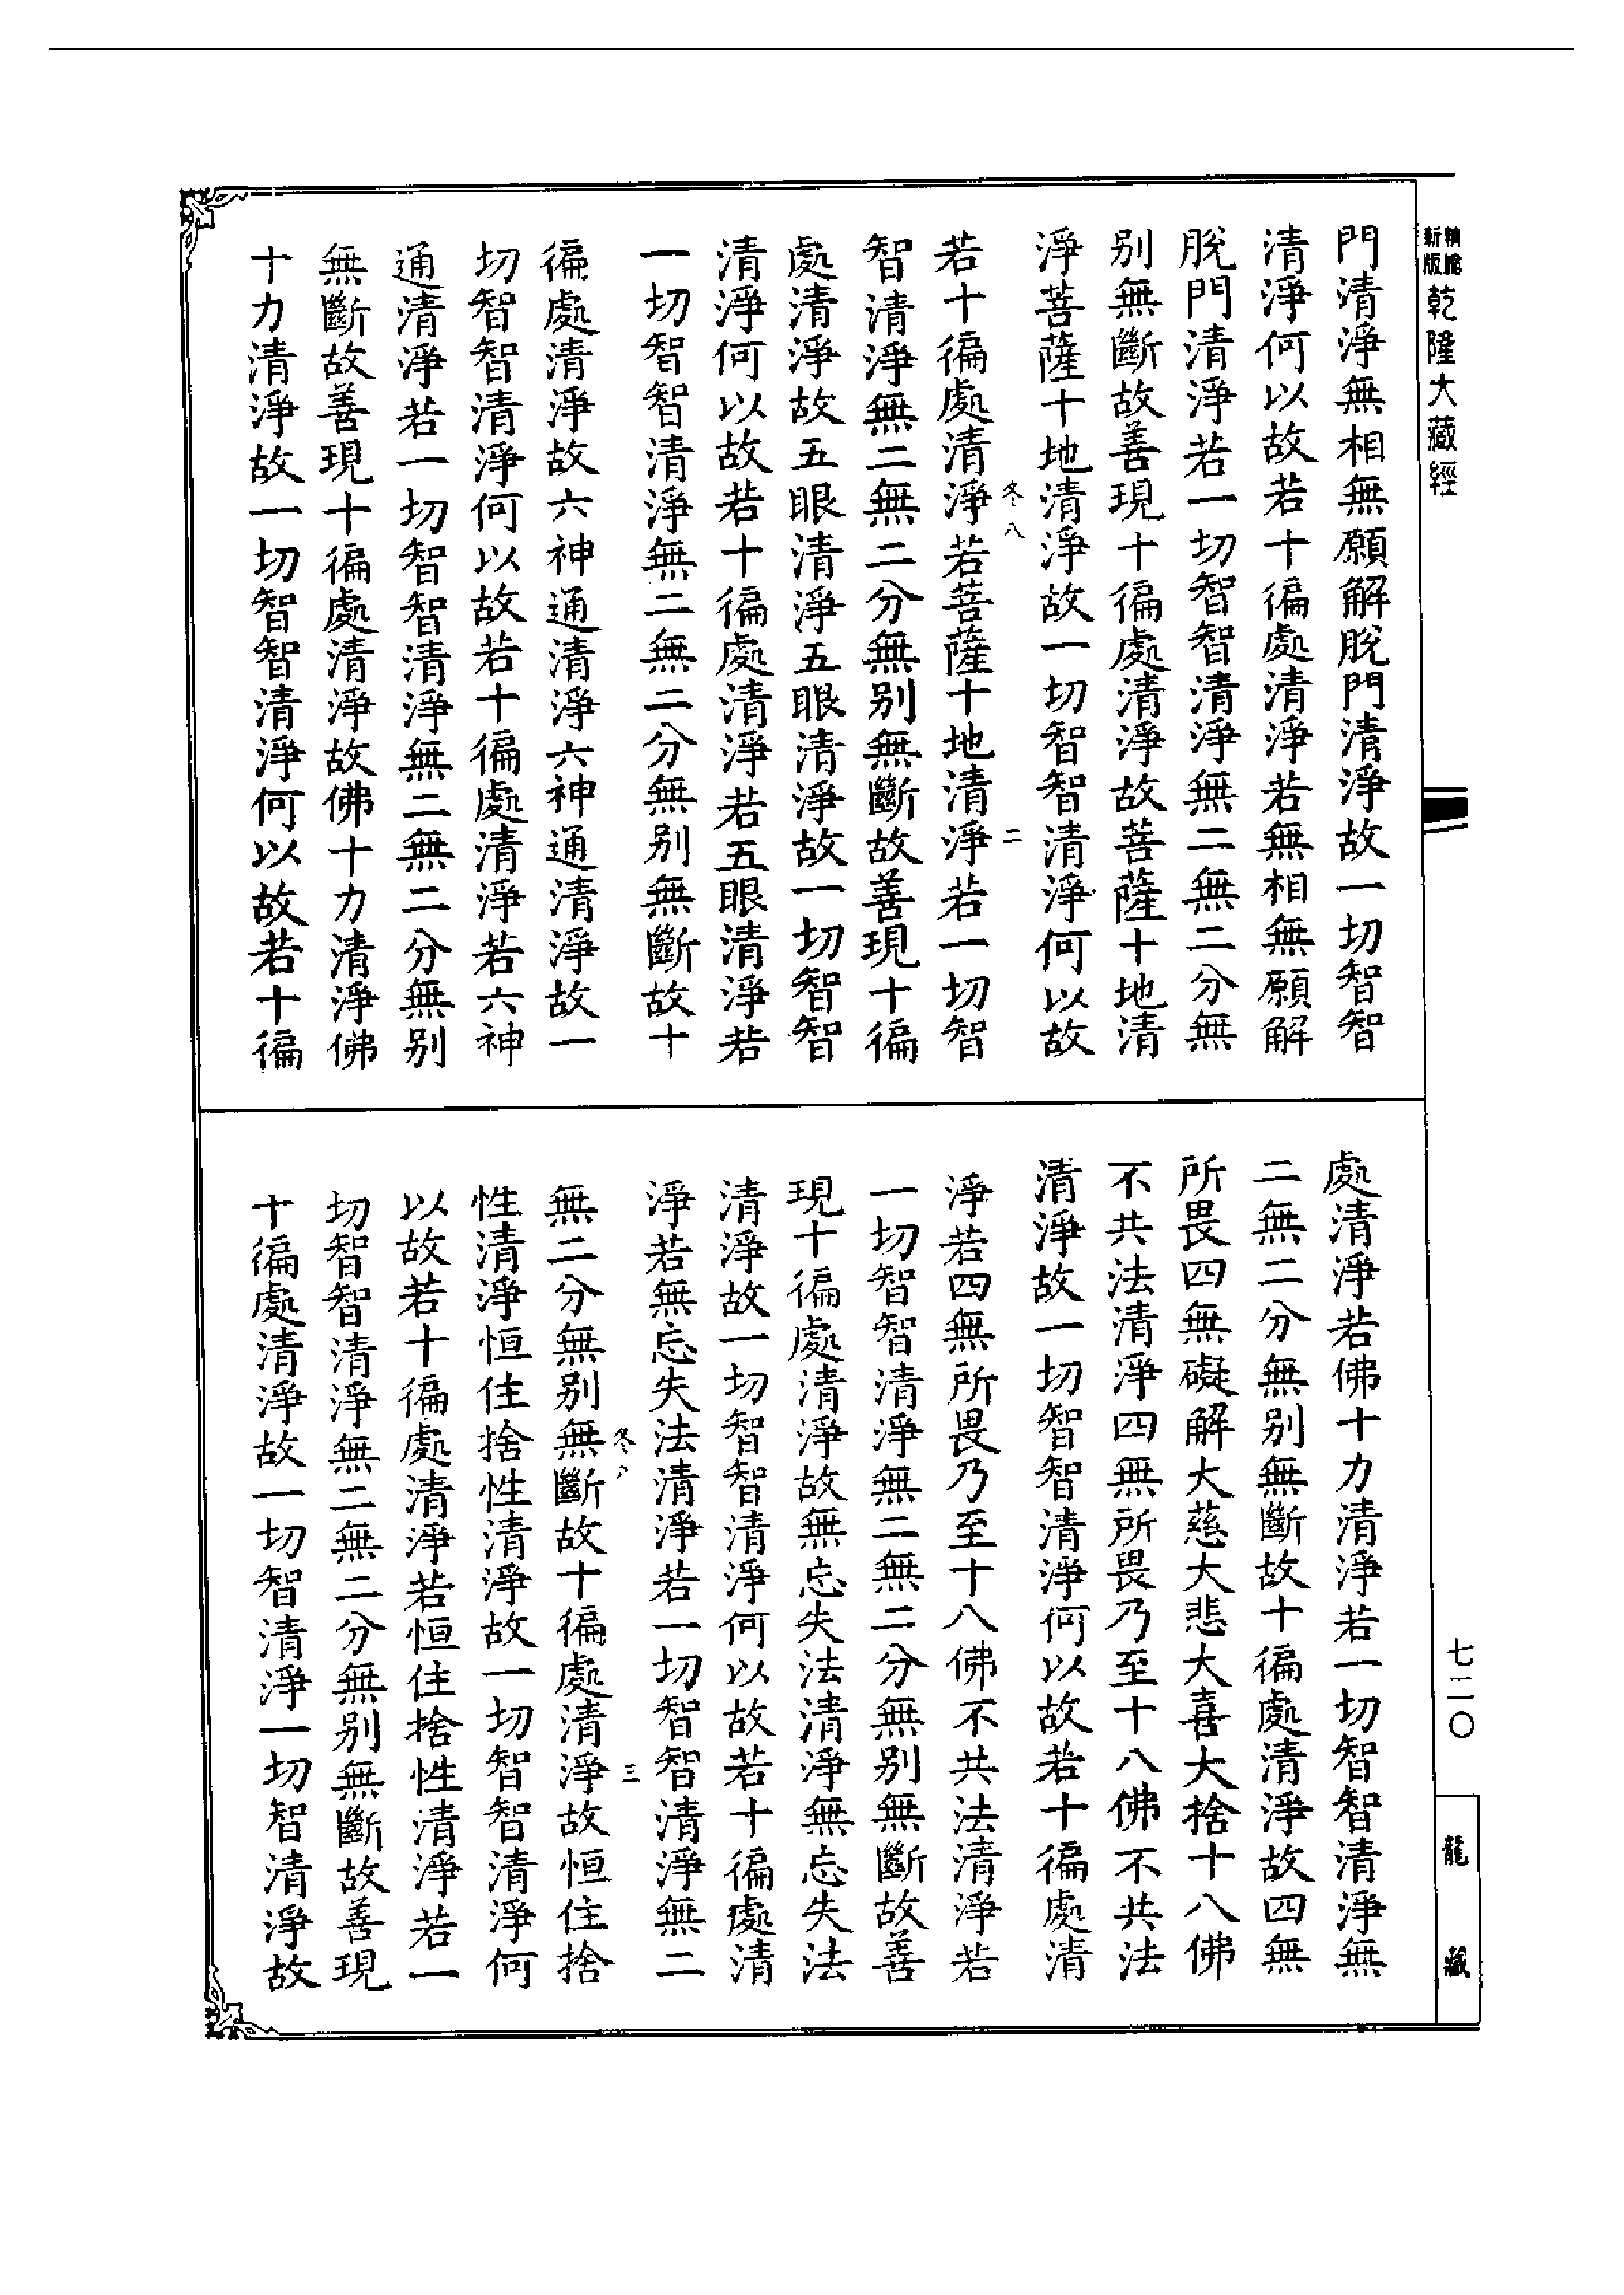 新版
乾隆大藏經
門清淨無相無願解脫門清淨故一切智智
清淨何以故若十徧處清淨若無相無願解
脫門清淨若一切智智清淨無二無二分無
別無斷故善現十徧處清淨故菩薩十地清
淨菩薩十地清淨故一切智智清淨何以故
冬八
二
若十徧處清淨若菩薩十地清淨若一切智
智清淨無二無二分無別無斷故善現十徧
處清淨故五眼清淨五眼清淨故一切智智
清淨何以故若十徧處清淨若五眼清淨若
一切智智清淨無二無二分無別無斷故十
徧處清淨故六神通清淨六神通清淨故一
切智智清淨何以故若十徧處清淨若六神
通清淨若一切智智清淨無二無二分無別
無斷故善現十徧處清淨故佛十力清淨佛
十力清淨故一切智智清淨何以故若十徧
處清淨若佛十力清淨若一切智智清淨無
二無二分無別無斷故十徧處清淨故四無
所畏四無礙解大慈大悲大喜大捨十八佛
不共法清淨四無所畏乃至十八佛不共法
清淨故一切智智清淨何以故若十徧處清
淨若四無所畏乃至十八佛不共法清淨若
一切智智清淨無二無二分無別無斷故善
現十徧處清淨故無忘失法清淨無忘失法
清淨故一切智智清淨何以故若十徧處清
淨若無忘失法清淨若一切智智清淨無二
冬
三
無二分無別無斷故十徧處清淨故恒住捨
性清淨恒住捨性清淨故一切智智清淨何
以故若十徧處清淨若恒住捨性清淨若一
切智智清淨無二無二分無別無斷故善現
十徧處清淨故一切智清淨一切智清淨故
七二〇
龍藏